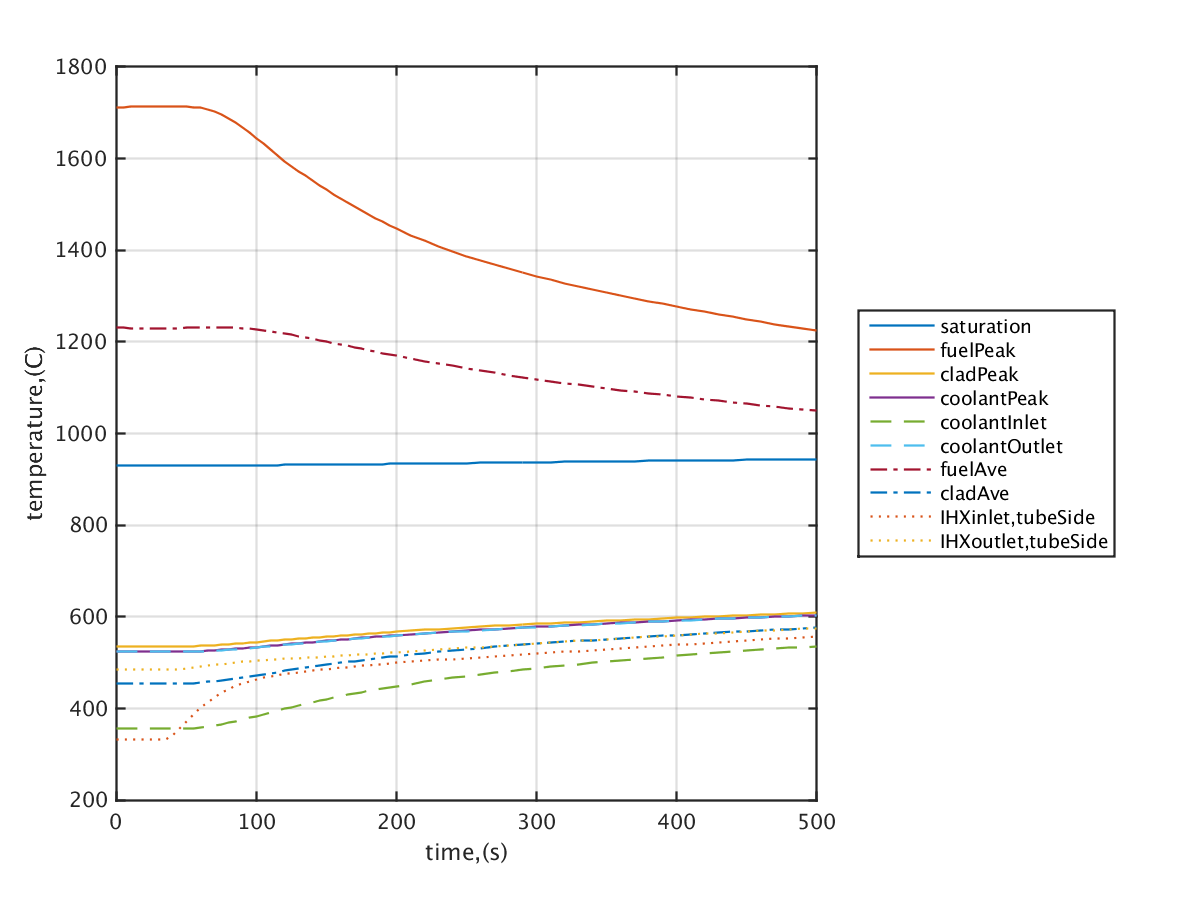 1800
1600
1400
1200
1000
800
600
400
200
temperature,(C)
0 100 200 300 400 500
time,(s)
saturation
fuelPeak
cladPeak
coolantPeak
coolantInlet
coolantOutlet
fuelAve
cladAve
IHXinlet,tubeSide
IHXoutlet,tubeSide